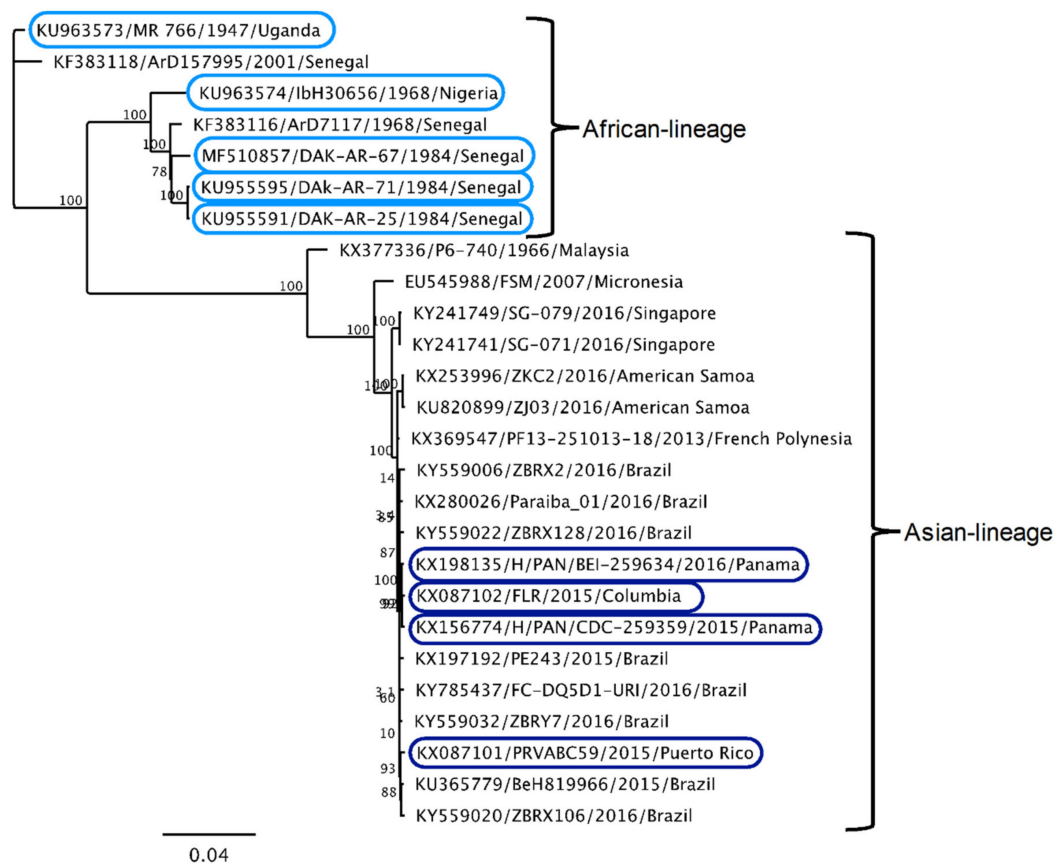 KU963573/MR 766/1947/Uganda
KF383118/ArD157995/2001/Senegal
KU963574/IbH30656/1968/Nigeria
100
KF383116/ArD7117/1968/Senegal
African-lineage
100
MF510857/DAK-AR-67/1984/Senegal
78
KU955595/DAk-AR-71/1984/Senegal
100
100
KU955591/DAK-AR-25/1984/Senegal
KX377336/P6-740/1966/Malaysia
EU545988/FSM/2007/Micronesia
100
KY241749/SG-079/2016/Singapore
100
100
KY241741/SG-071/2016/Singapore
KX253996/ZKC2/2016/American Samoa
100
KU820899/ZJ03/2016/American Samoa
KX369547/PF13-251013-18/2013/French Polynesia
100
KY559006/ZBRX2/2016/Brazil
14
KX280026/Paraiba_01/2016/Brazil
KY559022/ZBRX128/2016/Brazil
Asian-lineage
87
KX198135/H/PAN/BEI-259634/2016/Panama
100
KX087102/FLR/2015/Columbia
KX156774/H/PAN/CDC-259359/2015/Panama
KX197192/PE243/2015/Brazil
KY785437/FC-DQ5D1-URI/2016/Brazil
3.1
60
KY559032/ZBRY7/2016/Brazil
10
KX087101/PRVABC59/2015/Puerto Rico
93
KU365779/BeH819966/2015/Brazil
88
KY559020/ZBRX106/2016/Brazil
0.04